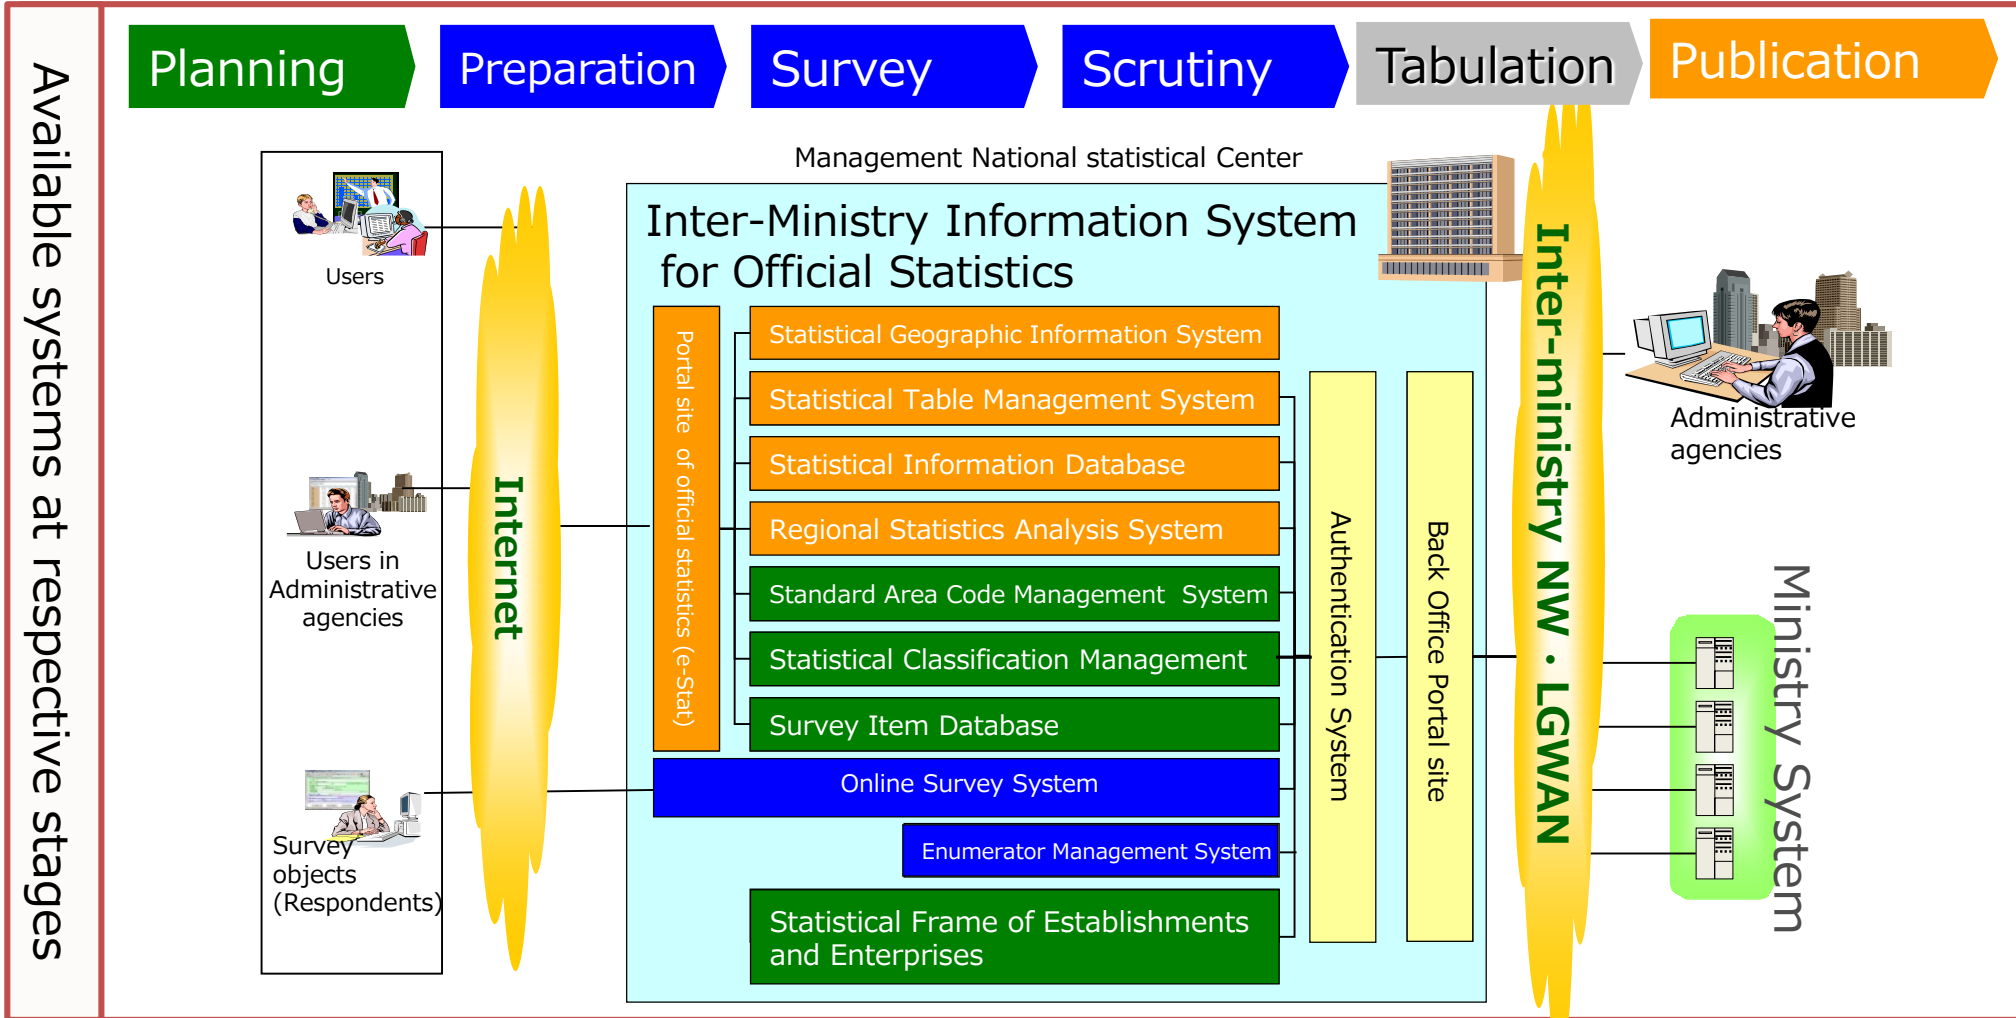 Available systems at respective stages
Planning
Preparation
Survey
Scrutiny
Tabulation
Publication
Management National statistical Center
Inter-Ministry Information System
for Official Statistics
Users
Users in
Administrative
agencies
Survey
objects
(Respondents)
Internet
Portal site of official statistics (e-Stat)
Statistical Geographic Information System
Statistical Table Management System
Statistical Information Database
Regional Statistics Analysis System
Standard Area Code Management System
Statistical Classification Management
Survey Item Database
Online Survey System
Enumerator Management System
Statistical Frame of Establishments
and Enterprises
Authentication System
Back Office Portal site
Inter-ministry NW・LGWAN
Administrative
agencies
Ministry System